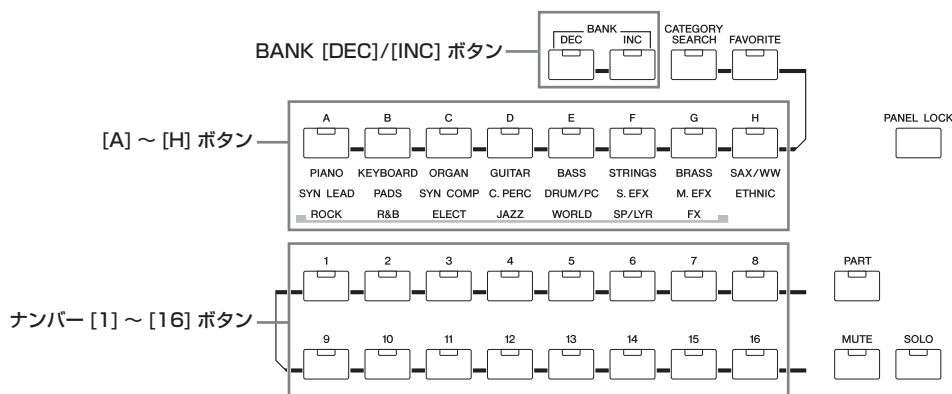 BANK
DEC INC
CATEGORY
SEARCH FAVORITE
BANK [DEC]/[INC] ボタン
A B C D E F G H PANEL LOCK
[A] ～ [H] ボタン
PIANO KEYBOARD ORGAN GUITAR BASS STRINGS BRASS SAX/WW
SYN LEAD PADS SYN COMP C. PERC DRUM/PC S. EFX M. EFX ETHNIC
ROCK R&B ELECT JAZZ WORLD SP/LYR FX
1 2 3 4 5 6 7 8 PART
ナンバー [1] ～ [16] ボタン
9 10 11 12 13 14 15 16 MUTE SOLO